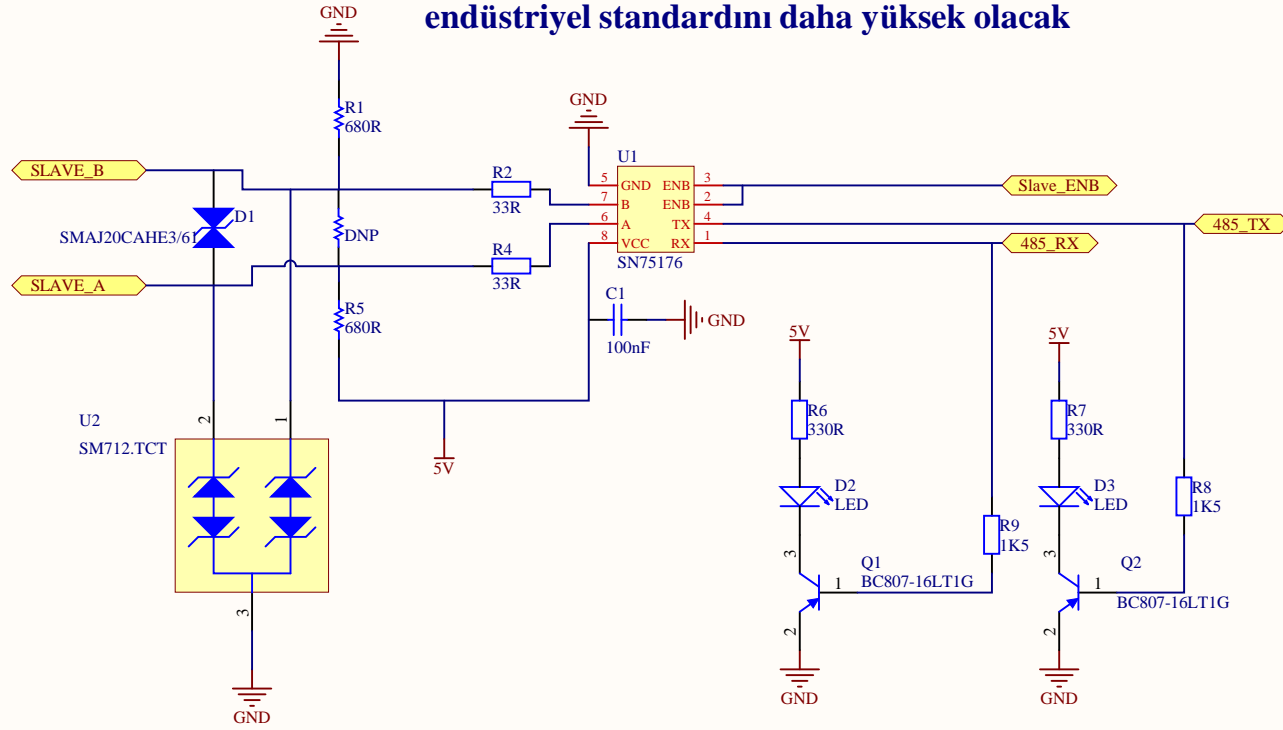 endüstriyel standardını daha yüksek olacak
GND
R1
680R
GND
U1
SLAVE_B
R2
33R
5
GND
ENB
3
Slave_ENB
7
B
ENB
2
D1
SMAJ20CAHE3/61
DNP
6
A
TX
4
485_TX
8
VCC
RX
1
485_RX
SN75176
SLAVE_A
R4
33R
R5
680R
C1
100nF
GND
5V
5V
U2
SM712.TCT
2
1
5V
R6
330R
R7
330R
D2
LED
D3
LED
R8
1K5
R9
1K5
3
Q1
BC807-16LT1G
1
2
3
Q2
BC807-16LT1G
1
2
3
GND
GND
GND